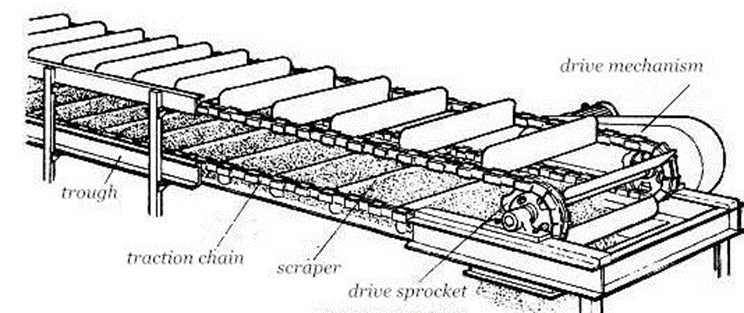 drive mechanism
trough
traction chain
scraper
drive sprocket